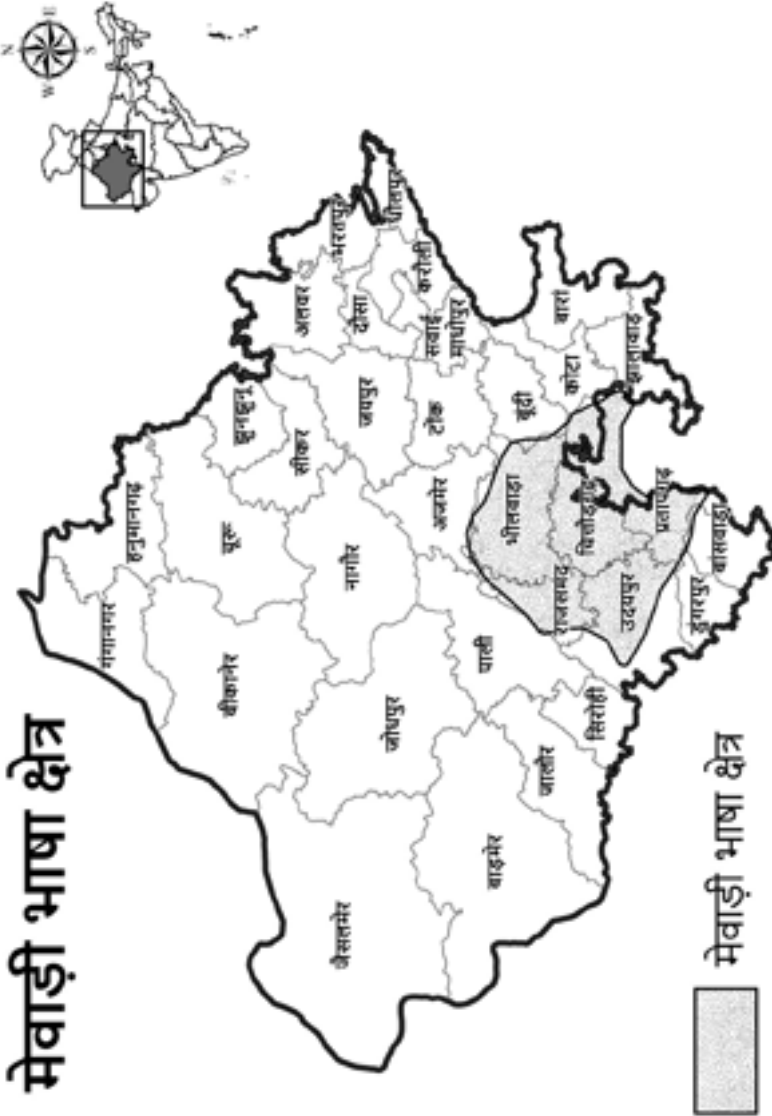 मेवाड़ी भाषा क्षेत्र
N
E
S
W
गंगानगर
हनुमानगढ़
बीकानेर
चूरू
झुन्झुनू
सीकर
अलवर
भरतपुर
धौलपुर
करौली
दौसा
जयपुर
सवाई
माधोपुर
टोंक
नागोर
अजमेर
जैसलमेर
जोधपुर
पाली
बाड़मेर
जालोर
सिरोही
बूंदी
कोटा
बारां
झालावाड़
भीलवाड़ा
चित्तोड़गढ़
राजसमंद
उदयपुर
प्रतापगढ़
डूंगरपुर
बासवाड़ा
मेवाड़ी भाषा क्षेत्र